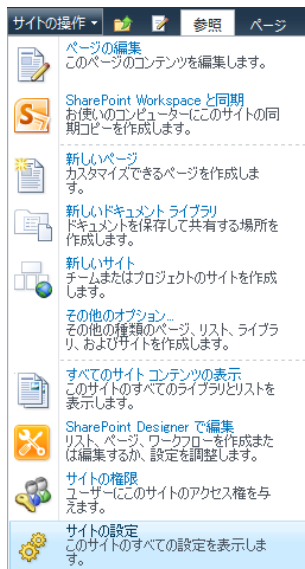 サイトの操作 参照 ページ
ページの編集
このページのコンテンツを編集します。
SharePoint Workspace と同期
お使いのコンピューターにこのサイトの同
期コピーを作成します。
新しいページ
カスタマイズできるページを作成しま
す。
新しいドキュメント ライブラリ
ドキュメントを保存して共有する場所を
作成します。
新しいサイト
チームまたはプロジェクトのサイトを作成
します。
その他のオプション...
その他の種類のページ、リスト、ライブラ
リ、およびサイトを作成します。
すべてのサイト コンテンツの表示
このサイトのすべてのライブラリとリストを
表示します。
SharePoint Designer で編集
リスト、ページ、ワークフローを作成また
は編集するか、設定を調整します。
サイトの権限
ユーザーにこのサイトのアクセス権を与
えます。
サイトの設定
このサイトのすべての設定を表示しま
す。